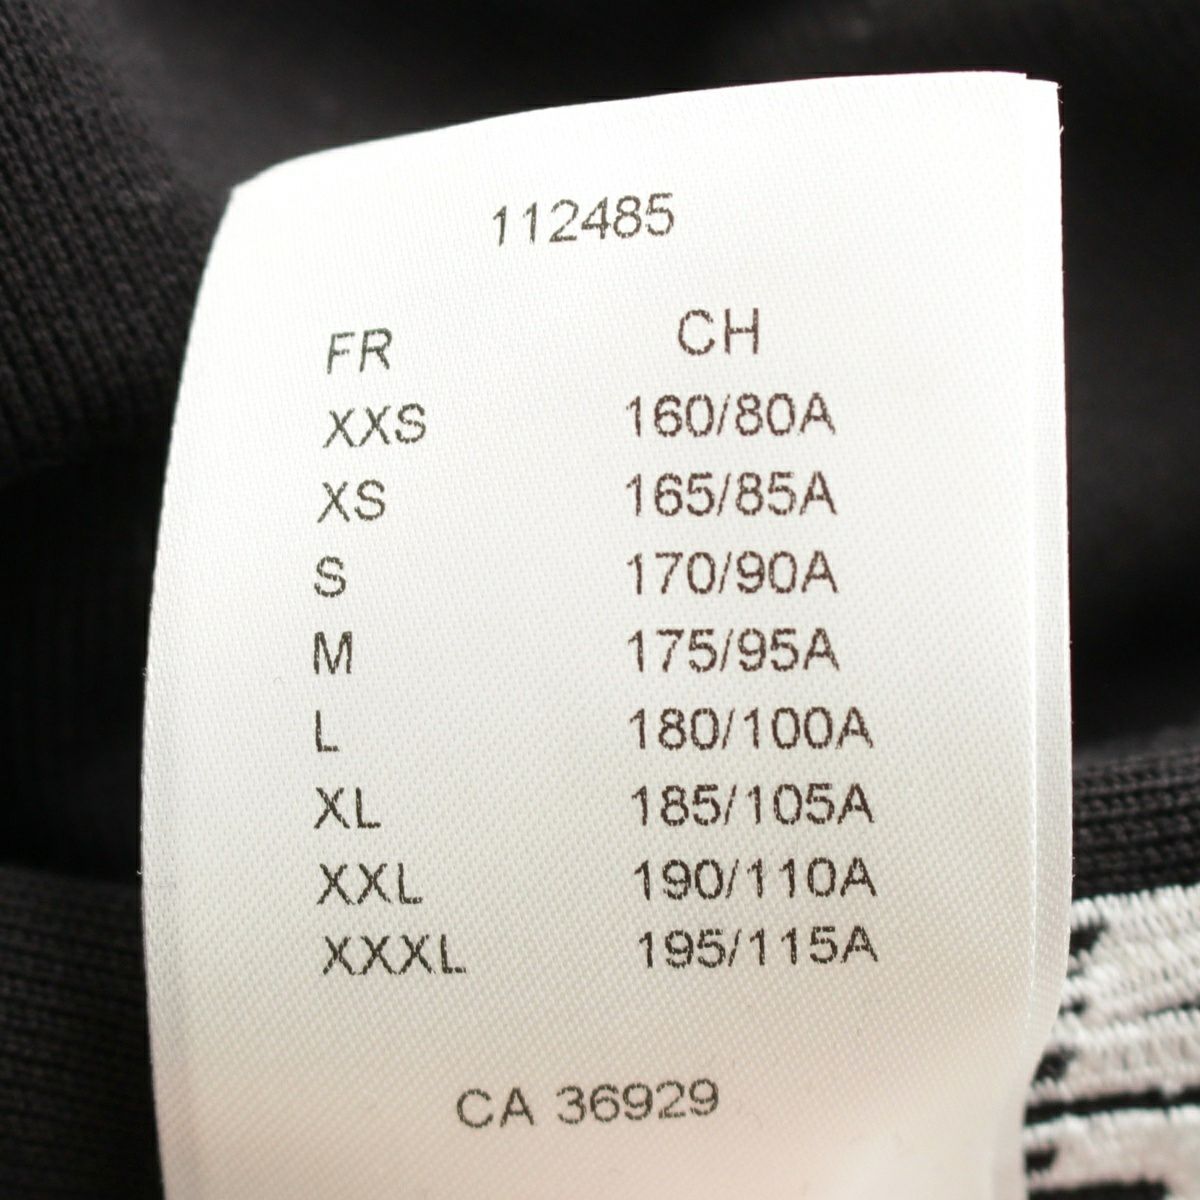 112485
FR CH
XXS 160/80A
XS 165/85A
S 170/90A
M 175/95A
L 180/100A
XL 185/105A
XXL 190/110A
XXXL 195/115A
CA 36929